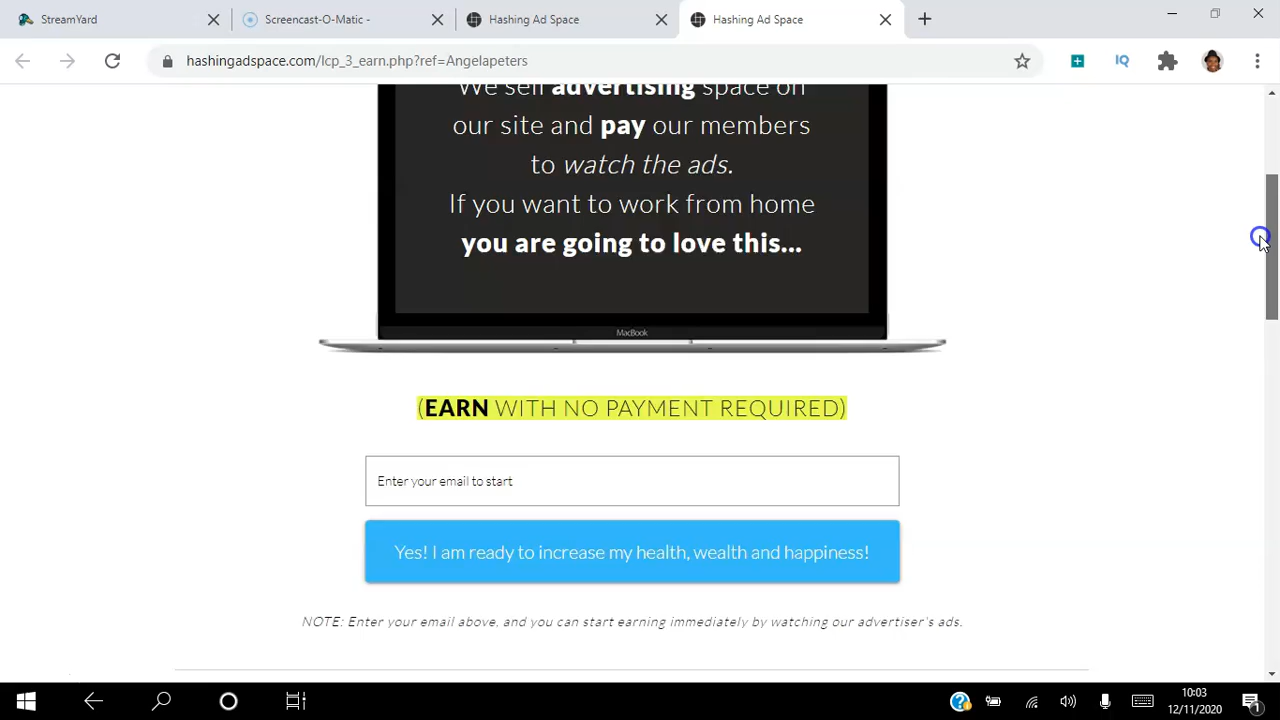 StreamYard
Screencast-O-Matic -
Hashing Ad Space
Hashing Ad Space
hashingadspace.com/lcp_3_earn.php?ref=Angelapeters
IQ
We sell advertising space on
our site and pay our members
to watch the ads.
If you want to work from home
you are going to love this...
MacBook
(EARN WITH NO PAYMENT REQUIRED)
Enter your email to start
Yes! I am ready to increase my health, wealth and happiness!
NOTE: Enter your email above, and you can start earning immediately by watching our advertiser's ads.
10:03
12/11/2020
1